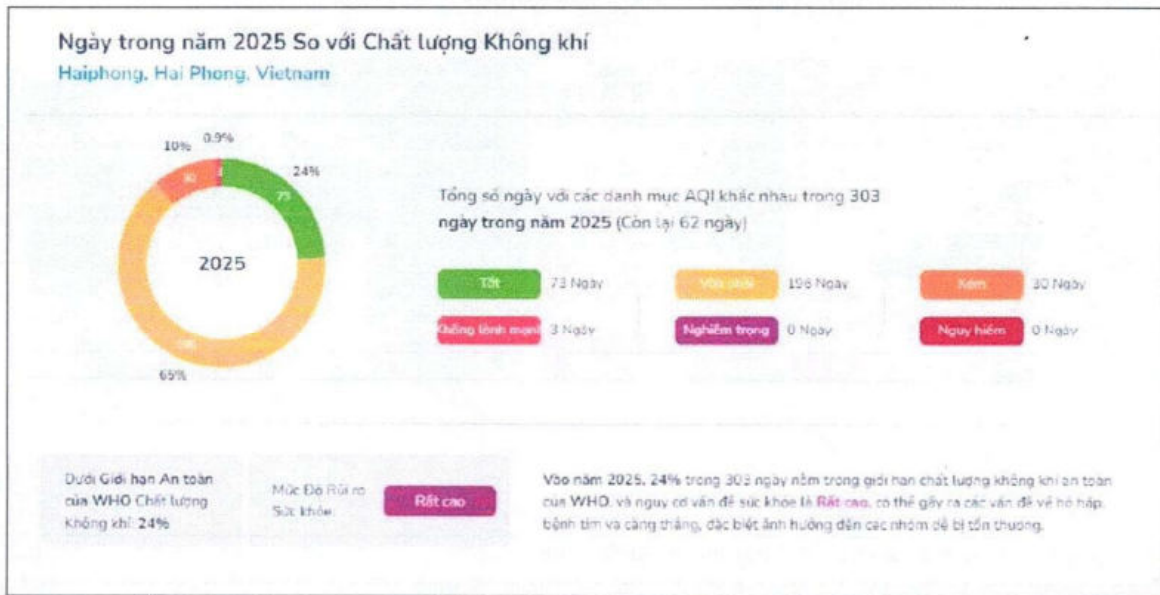 Ngày trong năm 2025 So với Chất lượng Không khí
Haiphong, Hai Phong, Vietnam
0.9%
10%
24%
30
73
2025
65%
Tổng số ngày với các danh mục AQI khác nhau trong 303
ngày trong năm 2025 (Còn lại 62 ngày)
Tốt 73 Ngày
Vừa phải 196 Ngày
Kém 30 Ngày
Không lành mạnh 3 Ngày
Nghiêm trọng 0 Ngày
Nguy hiểm 0 Ngày
Dưới Giới hạn An toàn
của WHO Chất lượng
Không khí: 24%
Mức Độ Rủi ro
Sức khỏe
Rất cao
Vào năm 2025, 24% trong 303 ngày nằm trong giới hạn chất lượng không khí an toàn
của WHO, và nguy cơ vấn đề sức khỏe là Rất cao, có thể gây ra các vấn đề về hô hấp,
bệnh tim và căng thẳng, đặc biệt ảnh hưởng đến các nhóm dễ bị tổn thương.